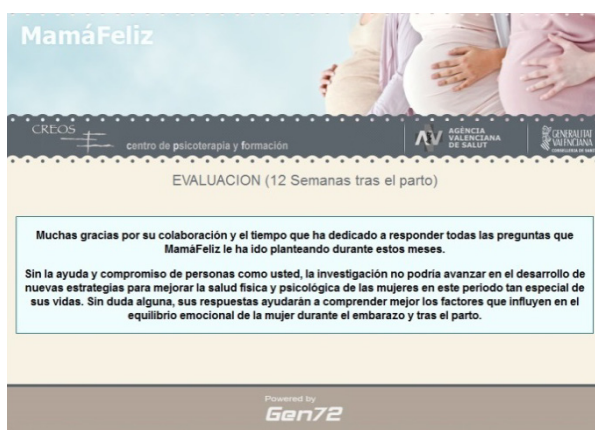 MamáFeliz
CREOS
centro de psicoterapia y formación
AGÈNCIA
VALENCIANA
DE SALUT
GENERALITAT
VALENCIANA
EVALUACION (12 Semanas tras el parto)
Muchas gracias por su colaboración y el tiempo que ha dedicado a responder todas las preguntas que
MamáFeliz le ha ido planteando durante estos meses.
Sin la ayuda y compromiso de personas como usted, la investigación no podría avanzar en el desarrollo de
nuevas estrategias para mejorar la salud física y psicológica de las mujeres en este periodo tan especial de
sus vidas. Sin duda alguna, sus respuestas ayudarán a comprender mejor los factores que influyen en el
equilibrio emocional de la mujer durante el embarazo y tras el parto.
Powered by
Gen72